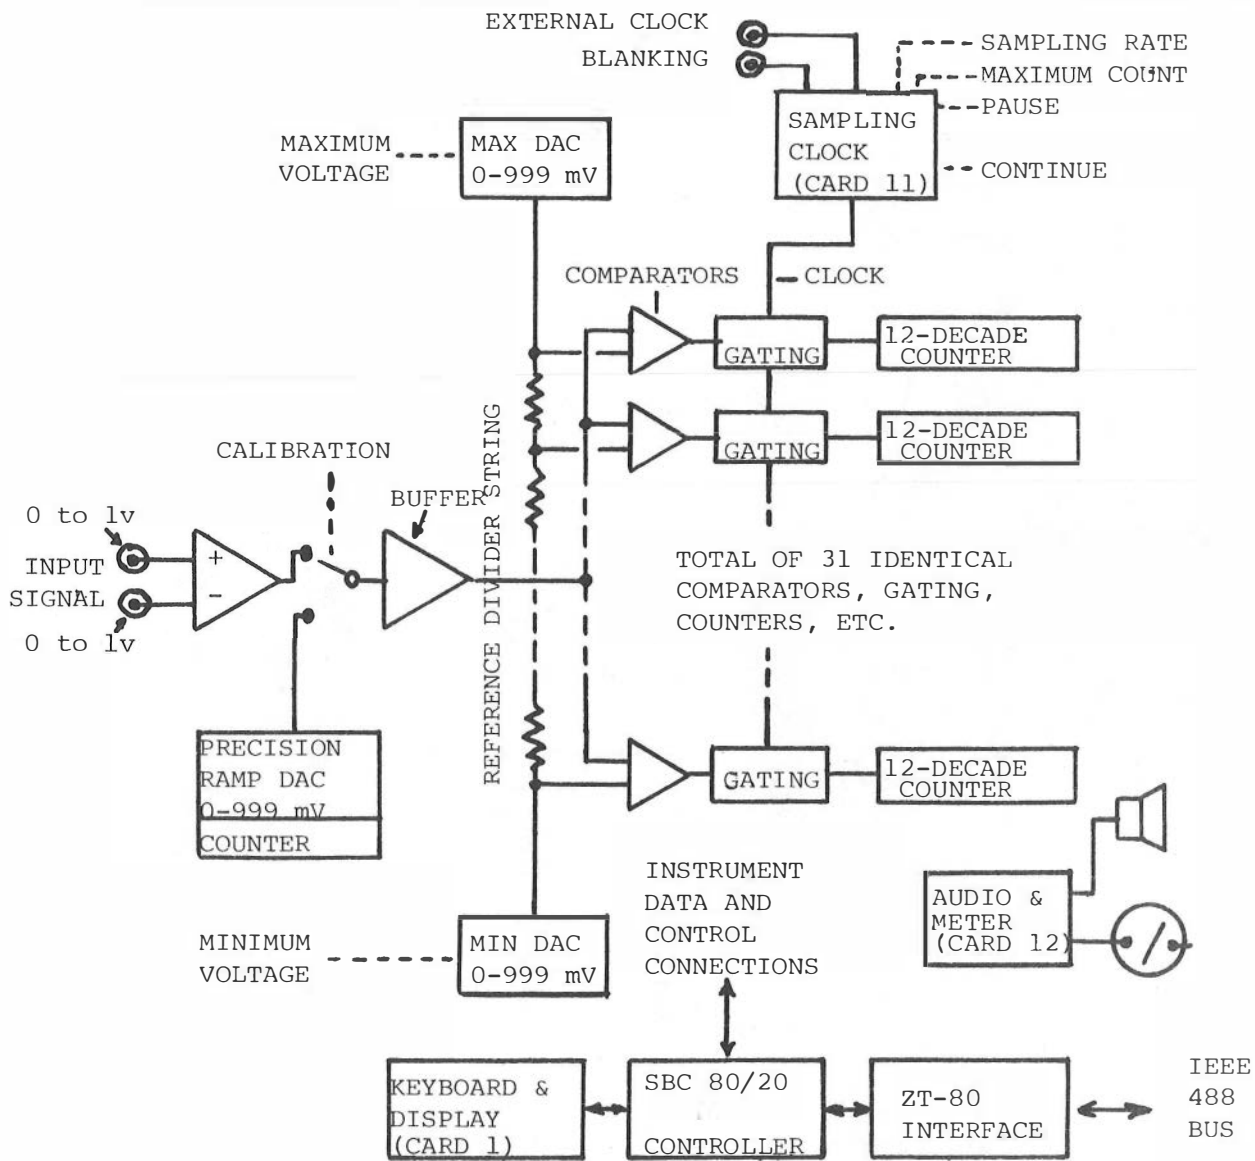 EXTERNAL CLOCK
BLANKING
SAMPLING RATE
MAXIMUM COUNT
PAUSE
CONTINUE
SAMPLING
CLOCK
(CARD 11)
MAXIMUM
VOLTAGE
MAX DAC
0-999 mV
COMPARATORS
CLOCK
GATING
12-DECADE
COUNTER
GATING
12-DECADE
COUNTER
CALIBRATION
BUFFER
REFERENCE DIVIDER STRING
0 to 1v
INPUT
SIGNAL
0 to 1v
+
−
TOTAL OF 31 IDENTICAL
COMPARATORS, GATING,
COUNTERS, ETC.
PRECISION
RAMP DAC
0-999 mV
COUNTER
GATING
12-DECADE
COUNTER
MINIMUM
VOLTAGE
MIN DAC
0-999 mV
INSTRUMENT
DATA AND
CONTROL
CONNECTIONS
AUDIO &
METER
(CARD 12)
KEYBOARD &
DISPLAY
(CARD 1)
SBC 80/20
CONTROLLER
ZT-80
INTERFACE
IEEE
488
BUS